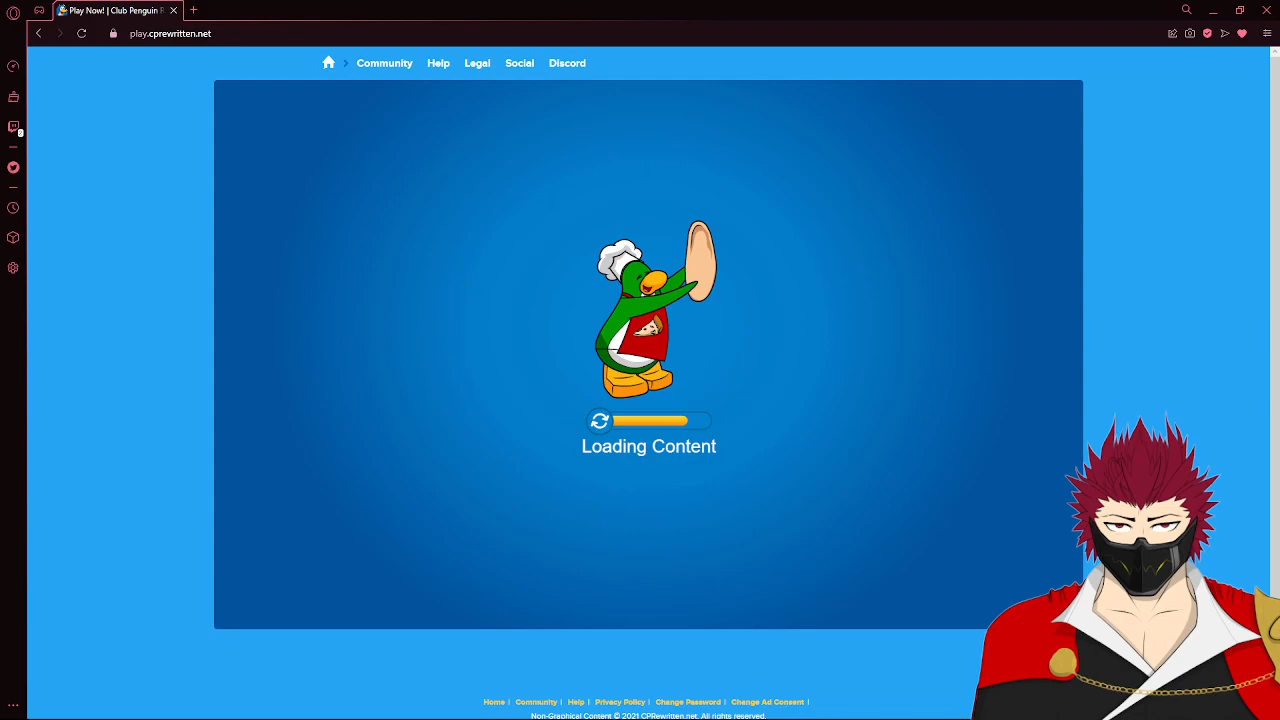 Play Now! | Club Penguin R
play.cprewritten.net
Community Help Legal Social Discord
Loading Content
Home | Community | Help | Privacy Policy | Change Password | Change Ad Consent |
Non-Graphical Content © 2021 CPRewritten.net. All rights reserved.